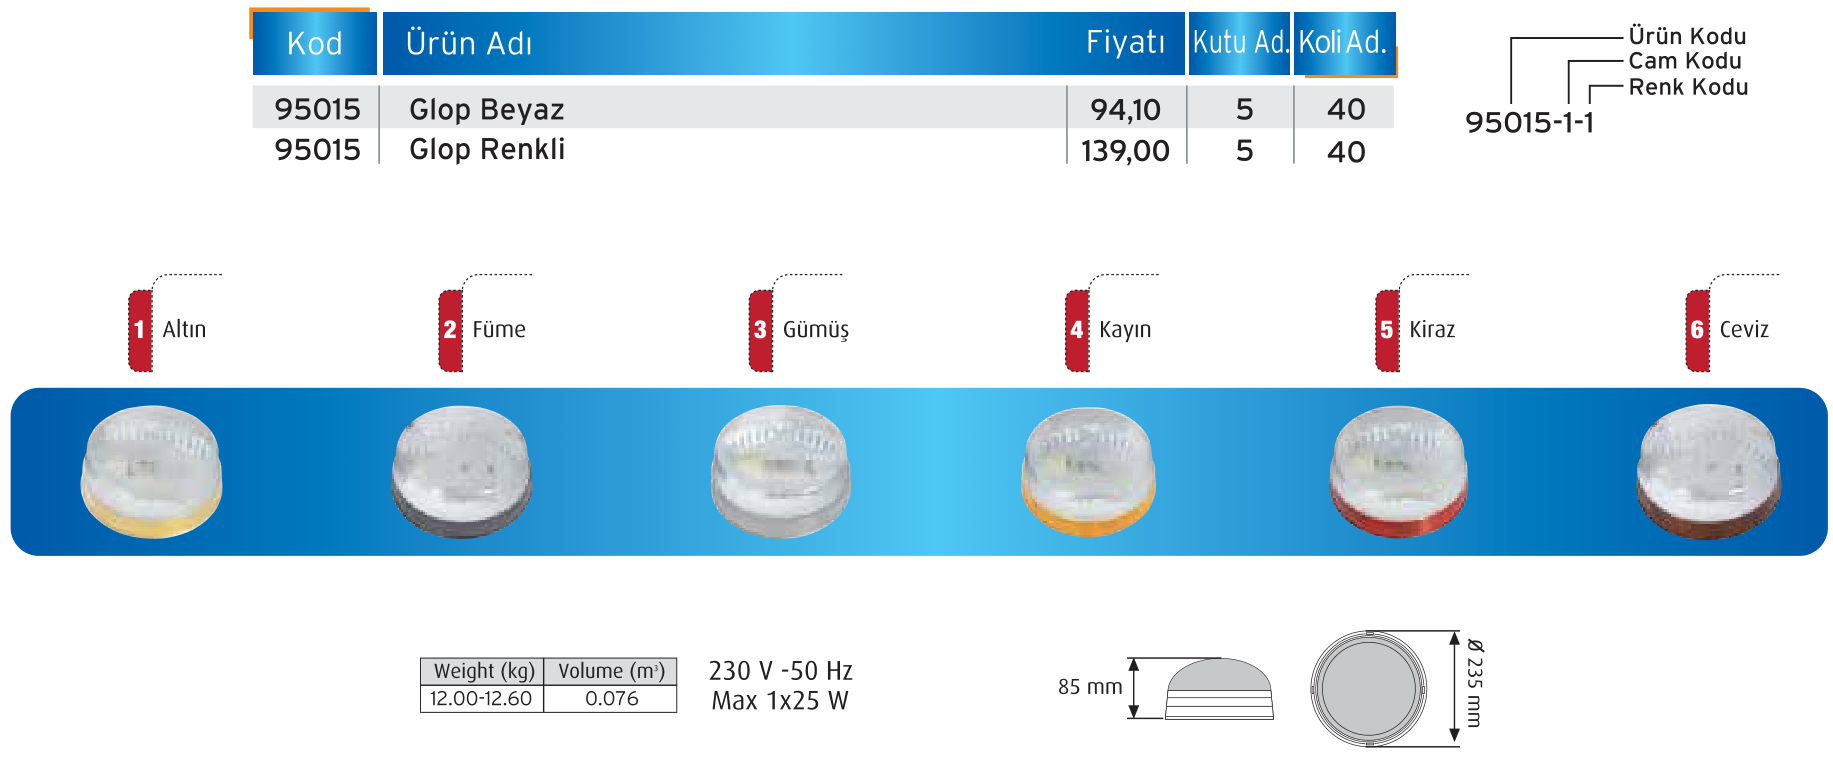 Kod Ürün Adı Fiyatı Kutu Ad. Koli Ad.
95015 Glop Beyaz 94,10 5 40
95015 Glop Renkli 139,00 5 40
Ürün Kodu
Cam Kodu
Renk Kodu
95015-1-1
1 Altın
2 Füme
3 Gümüş
4 Kayın
5 Kiraz
6 Ceviz
Weight (kg) Volume (m³)
12.00-12.60 0.076
230 V -50 Hz
Max 1x25 W
85 mm
Ø 235 mm